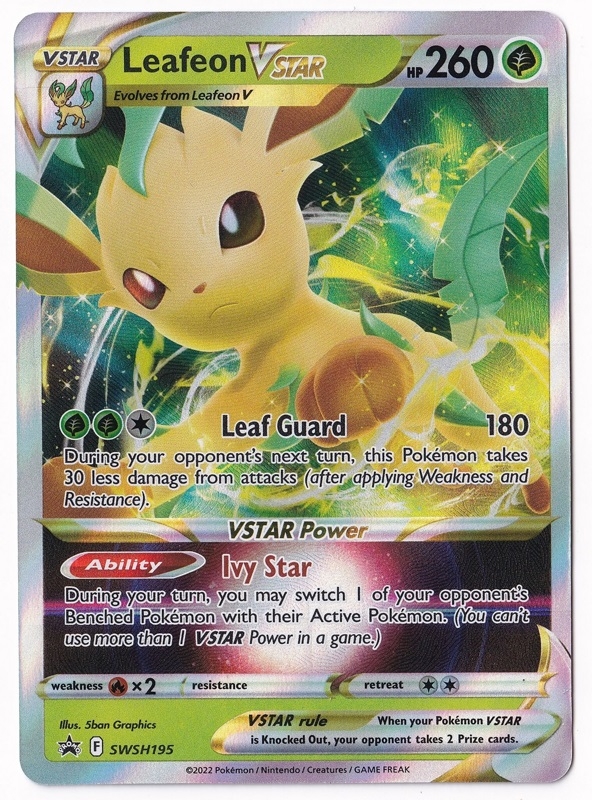 VSTAR
Leafeon VSTAR
HP 260
Evolves from Leafeon V
Leaf Guard 180
During your opponent's next turn, this Pokémon takes
30 less damage from attacks (after applying Weakness and
Resistance).
VSTAR Power
Ability Ivy Star
During your turn, you may switch 1 of your opponent's
Benched Pokémon with their Active Pokémon. (You can't
use more than 1 VSTAR Power in a game.)
weakness ×2 resistance retreat
Illus. 5ban Graphics
VSTAR rule When your Pokémon VSTAR
is Knocked Out, your opponent takes 2 Prize cards.
PROMO F SWSH195
©2022 Pokémon / Nintendo / Creatures / GAME FREAK